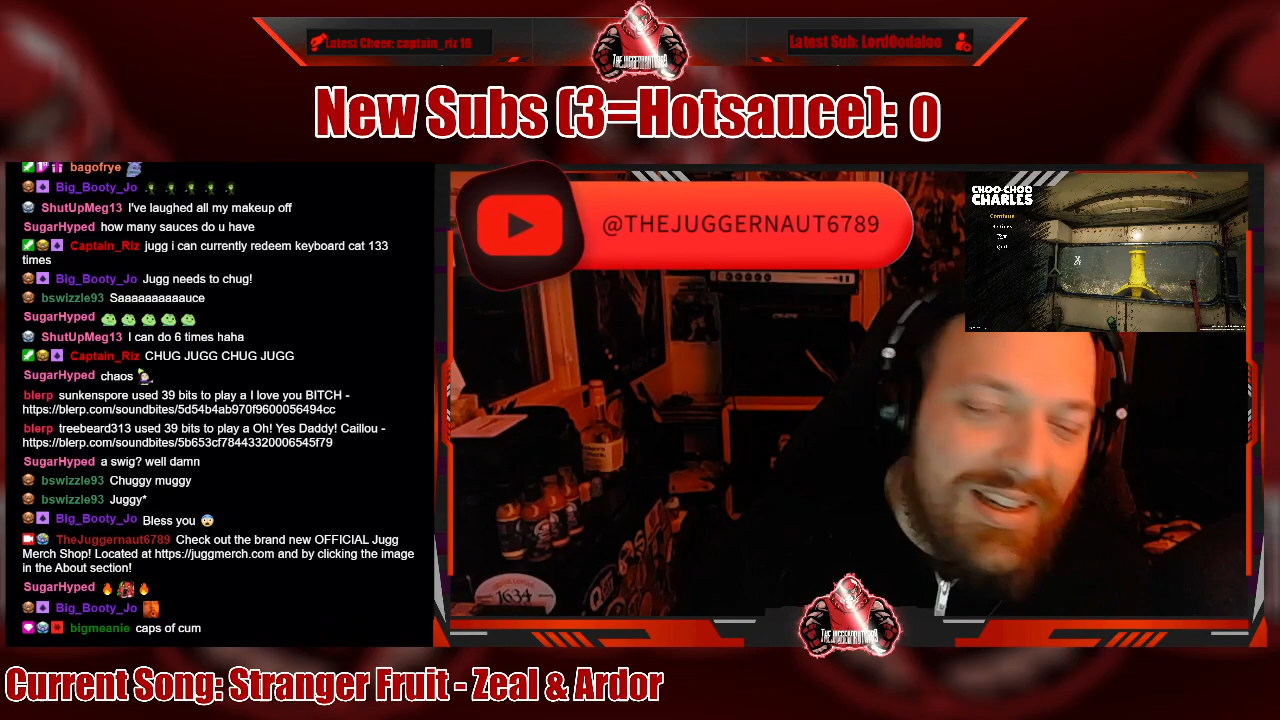 Latest Cheer: captain_riz 18
Latest Sub: LordOodaloo
THEJUGGERNAUT6789
New Subs (3=Hotsauce): 0
bagofrye
Big_Booty_Jo
ShutUpMeg13 I've laughed all my makeup off
SugarHyped how many sauces do u have
Captain_Riz jugg i can currently redeem keyboard cat 133
times
Big_Booty_Jo Jugg needs to chug!
bswizzle93 Saaaaaaaaaauce
SugarHyped
ShutUpMeg13 I can do 6 times haha
Captain_Riz CHUG JUGG CHUG JUGG
SugarHyped chaos
blerp sunkenspore used 39 bits to play a I love you BITCH -
https://blerp.com/soundbites/5d54b4ab970f9600056494cc
blerp treebeard313 used 39 bits to play a Oh! Yes Daddy! Caillou -
https://blerp.com/soundbites/5b653cf78443320006545f79
SugarHyped a swig? well damn
bswizzle93 Chuggy muggy
bswizzle93 Juggy*
Big_Booty_Jo Bless you
TheJuggernaut6789 Check out the brand new OFFICIAL Jugg
Merch Shop! Located at https://juggmerch.com and by clicking the image
in the About section!
SugarHyped
Big_Booty_Jo
bigmeanie caps of cum
@THEJUGGERNAUT6789
CHOO-CHOO
CHARLES
Continue
Quit
1634
Current Song: Stranger Fruit - Zeal & Ardor